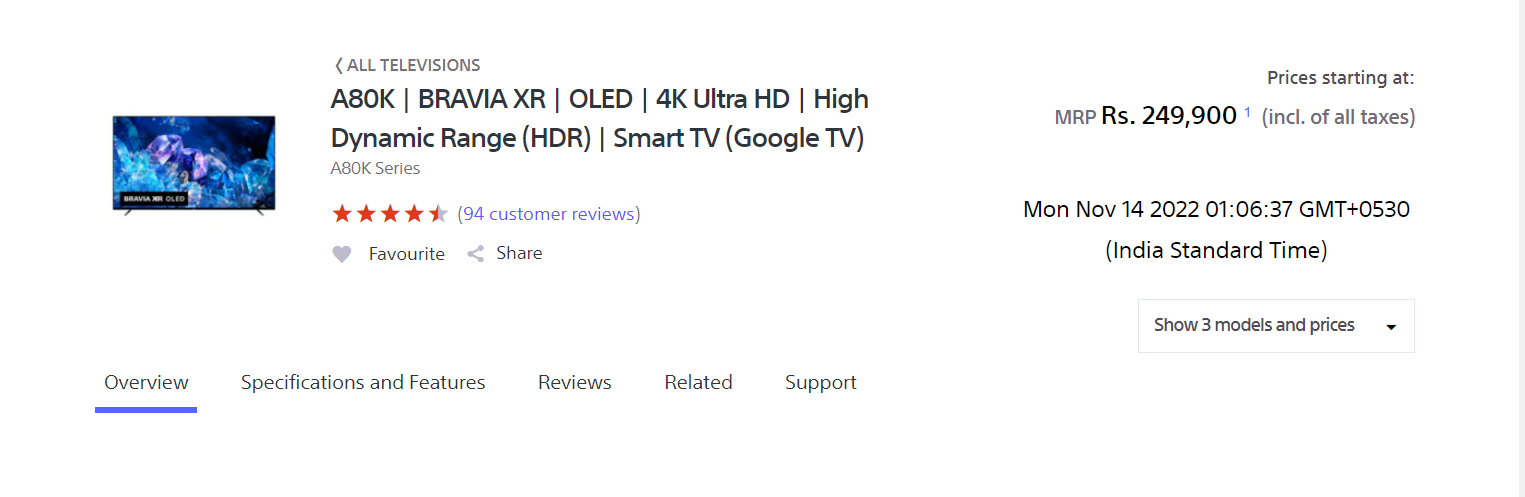 ALL TELEVISIONS
A80K | BRAVIA XR | OLED | 4K Ultra HD | High
Dynamic Range (HDR) | Smart TV (Google TV)
A80K Series
(94 customer reviews)
Favourite
Share
BRAVIA XR OLED
Prices starting at:
MRP Rs. 249,900 1 (incl. of all taxes)
Mon Nov 14 2022 01:06:37 GMT+0530
(India Standard Time)
Show 3 models and prices
Overview
Specifications and Features
Reviews
Related
Support